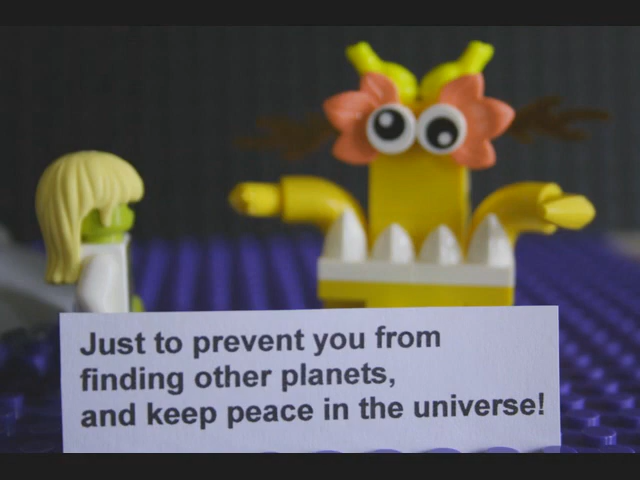 Just to prevent you from
finding other planets,
and keep peace in the universe!